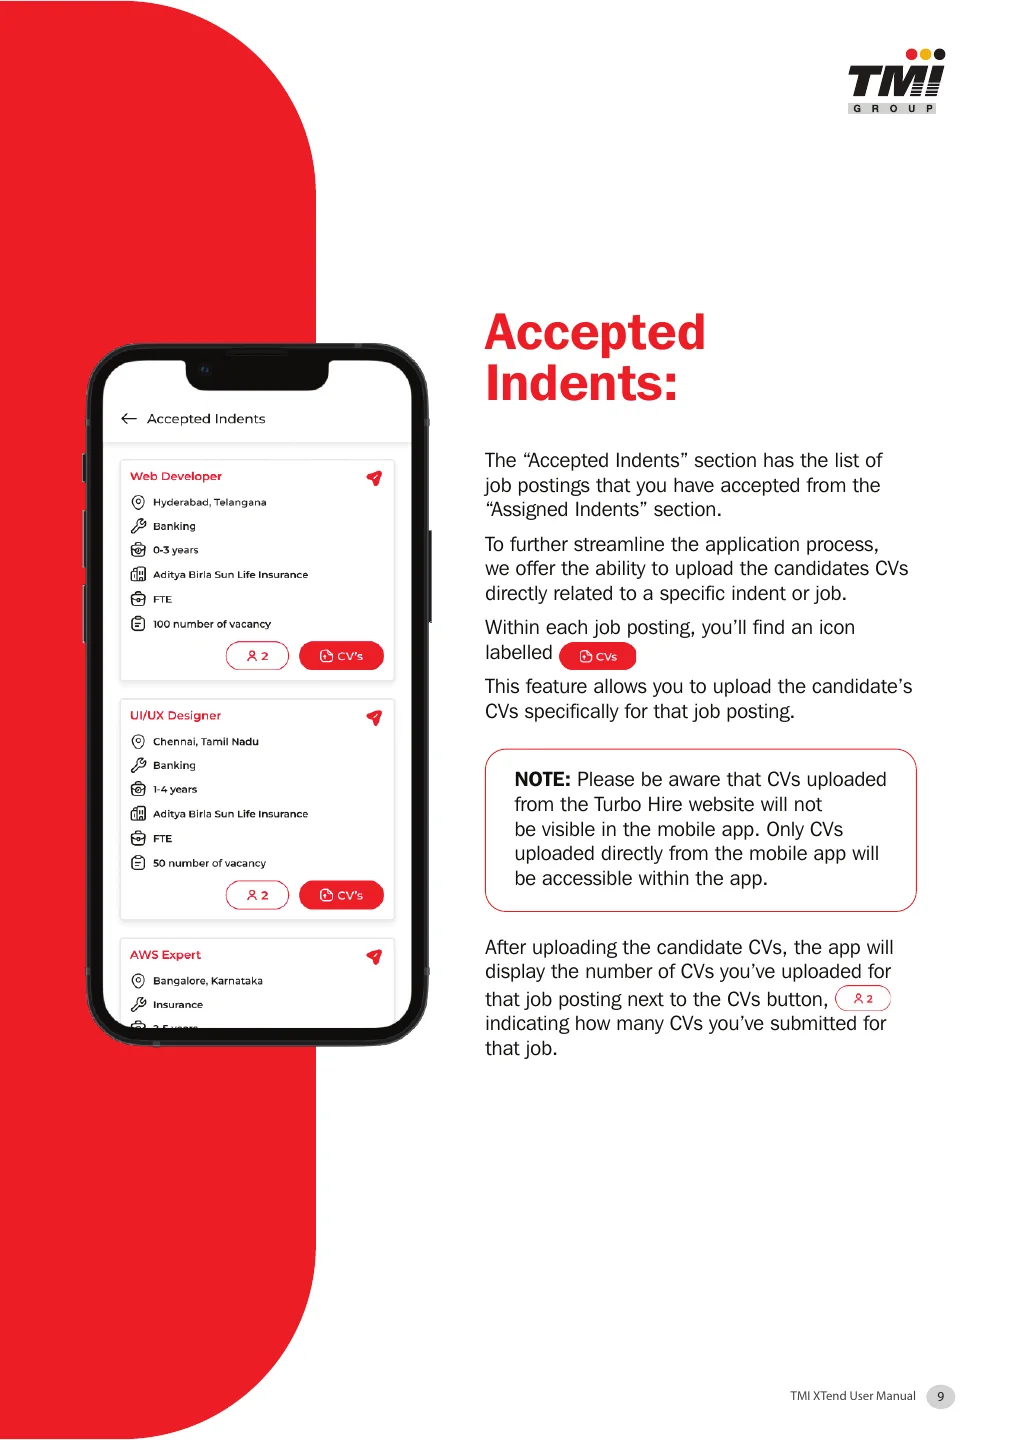 TMI
GROUP
Accepted
Indents:
The “Accepted Indents” section has the list of
job postings that you have accepted from the
“Assigned Indents” section.
To further streamline the application process,
we offer the ability to upload the candidates CVs
directly related to a specific indent or job.
Within each job posting, you’ll find an icon
labelled CVs
This feature allows you to upload the candidate’s
CVs specifically for that job posting.
NOTE: Please be aware that CVs uploaded
from the Turbo Hire website will not
be visible in the mobile app. Only CVs
uploaded directly from the mobile app will
be accessible within the app.
After uploading the candidate CVs, the app will
display the number of CVs you’ve uploaded for
that job posting next to the CVs button, 2
indicating how many CVs you’ve submitted for
that job.
Accepted Indents
Web Developer
Hyderabad, Telangana
Banking
0-3 years
Aditya Birla Sun Life Insurance
FTE
100 number of vacancy
2 CV's
UI/UX Designer
Chennai, Tamil Nadu
Banking
1-4 years
Aditya Birla Sun Life Insurance
FTE
50 number of vacancy
2 CV's
AWS Expert
Bangalore, Karnataka
Insurance
TMI XTend User Manual 9